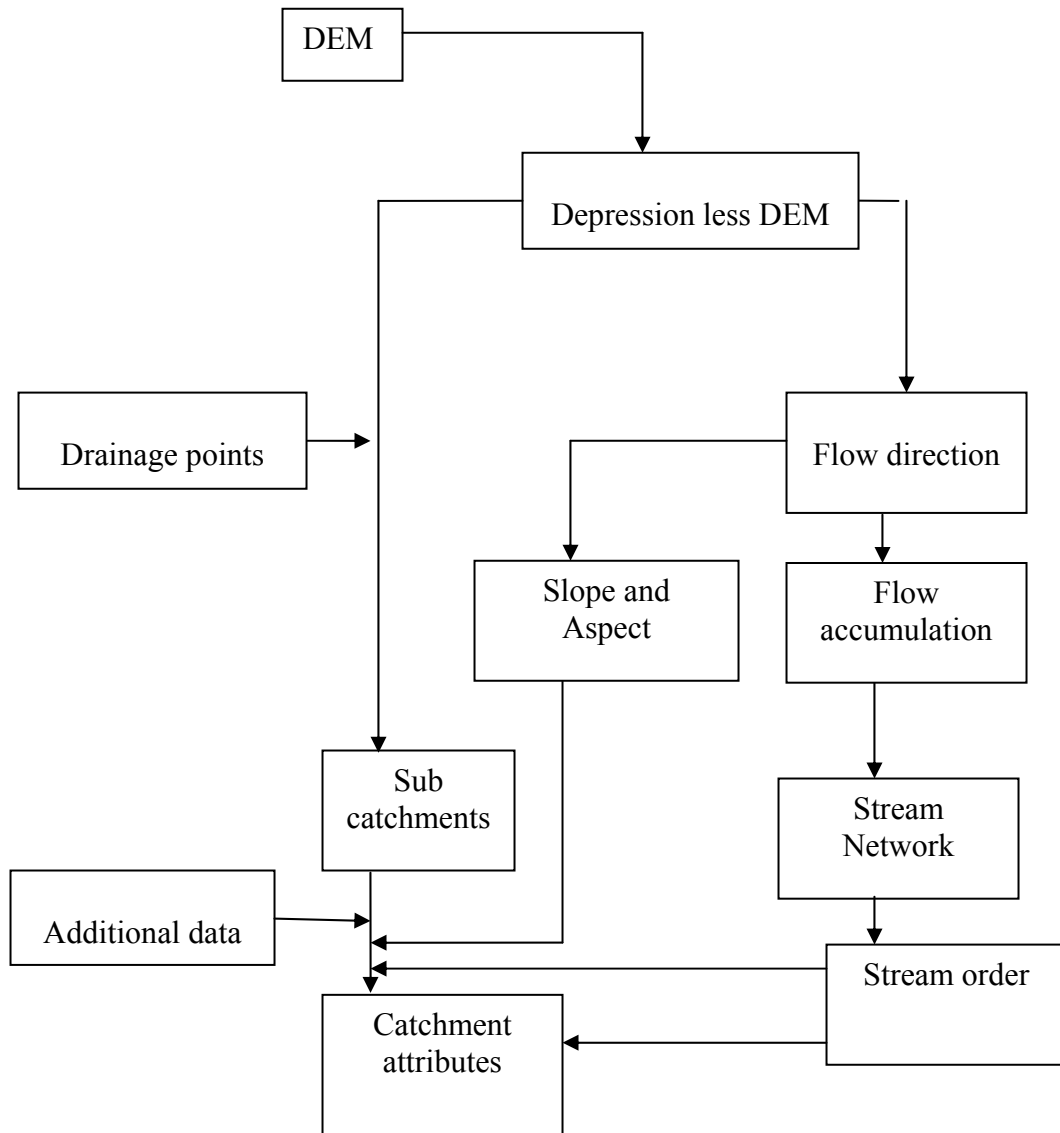 DEM
Depression less DEM
Drainage points
Flow direction
Slope and
Aspect
Flow
accumulation
Sub
catchments
Stream
Network
Additional data
Stream order
Catchment
attributes